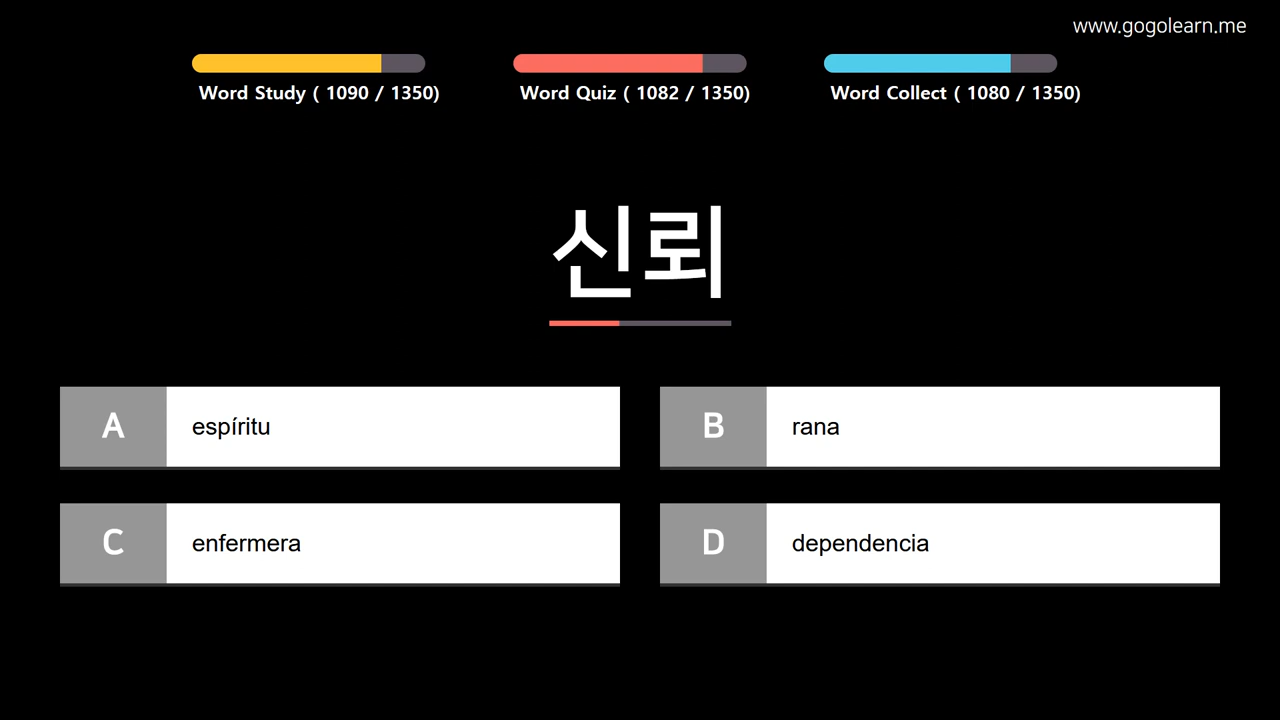 www.gogolearn.me
Word Study ( 1090 / 1350)
Word Quiz ( 1082 / 1350)
Word Collect ( 1080 / 1350)
신뢰
A espíritu
B rana
C enfermera
D dependencia